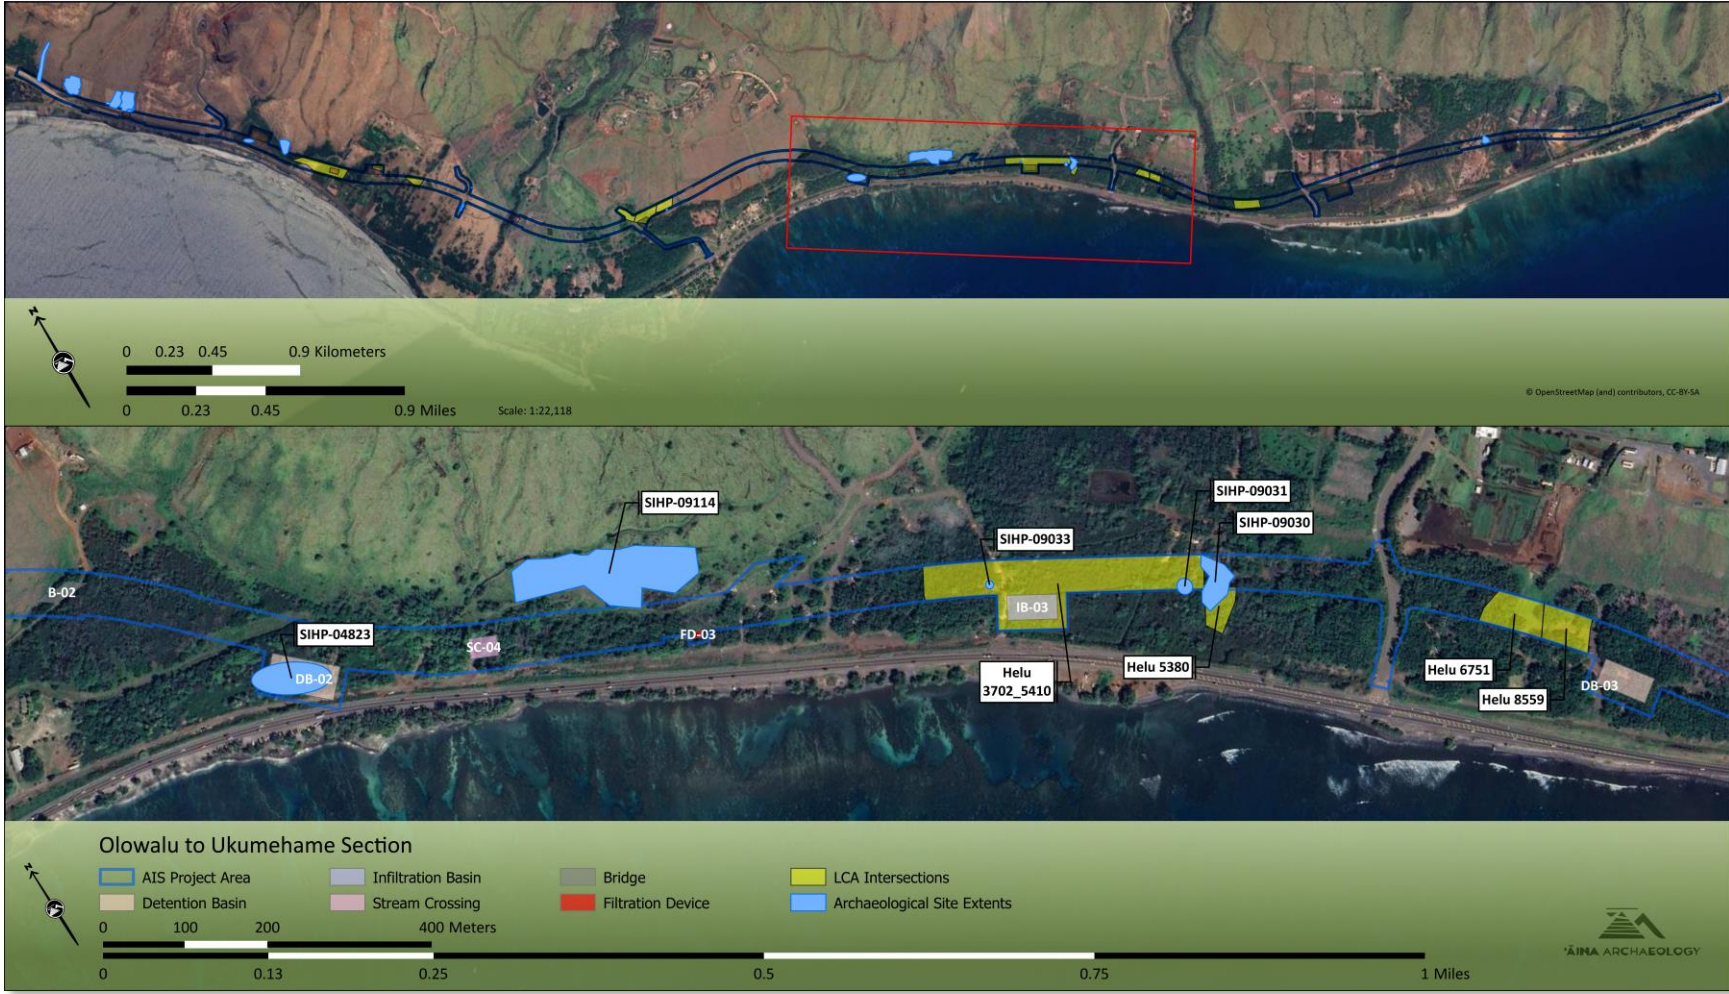 N
0 0.23 0.45 0.9 Kilometers
0 0.23 0.45 0.9 Miles
Scale: 1:22,118
© OpenStreetMap (and) contributors, CC-BY-SA
SIHP-09114
SIHP-09031
SIHP-09030
SIHP-09033
B-02
SIHP-04823
IB-03
FD-03
SC-04
DB-02
Helu
3702_5410
Helu 5380
Helu 6751
Helu 8559
DB-03
Olowalu to Ukumehame Section
N
AIS Project Area
Infiltration Basin
Bridge
LCA Intersections
Detention Basin
Stream Crossing
Filtration Device
Archaeological Site Extents
0 100 200 400 Meters
0 0.13 0.25 0.5 0.75 1 Miles
ʻĀINA ARCHAEOLOGY